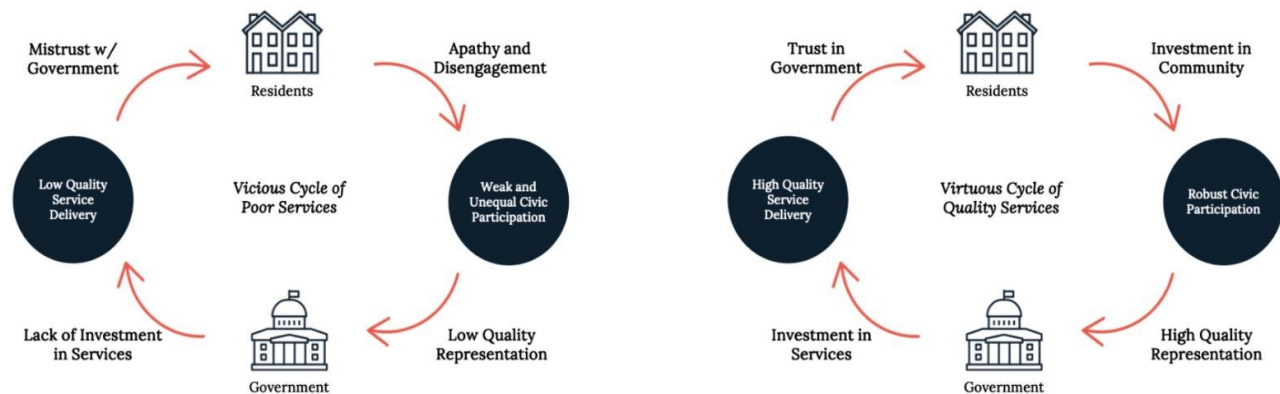 Mistrust w/
Government
Residents
Apathy and
Disengagement
Low Quality
Service
Delivery
Vicious Cycle of
Poor Services
Weak and
Unequal Civic
Participation
Lack of Investment
in Services
Government
Low Quality
Representation
Trust in
Government
Residents
Investment in
Community
High Quality
Service
Delivery
Virtuous Cycle of
Quality Services
Robust Civic
Participation
Investment in
Services
Government
High Quality
Representation